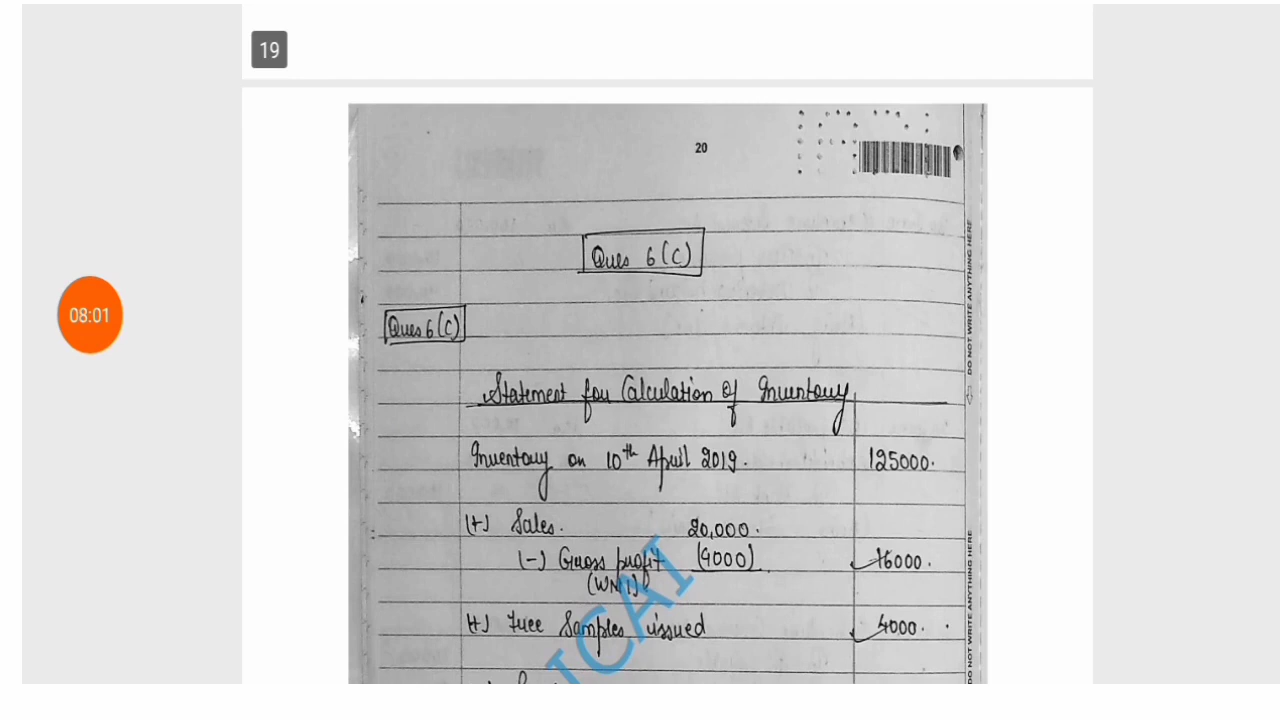 19
20
Ques 6(C)
Ques 6(C)
Statement for Calculation of Inventory
Inventory on 10th April 2019.
125000.
(+) Sales. 20,000.
(-) Gross profit (4000)
16000.
(WN1)
(+) Free Samples issued
4000.
ICAI
DO NOT WRITE ANYTHING HERE
DO NOT WRITE ANYTHING HERE
08:01